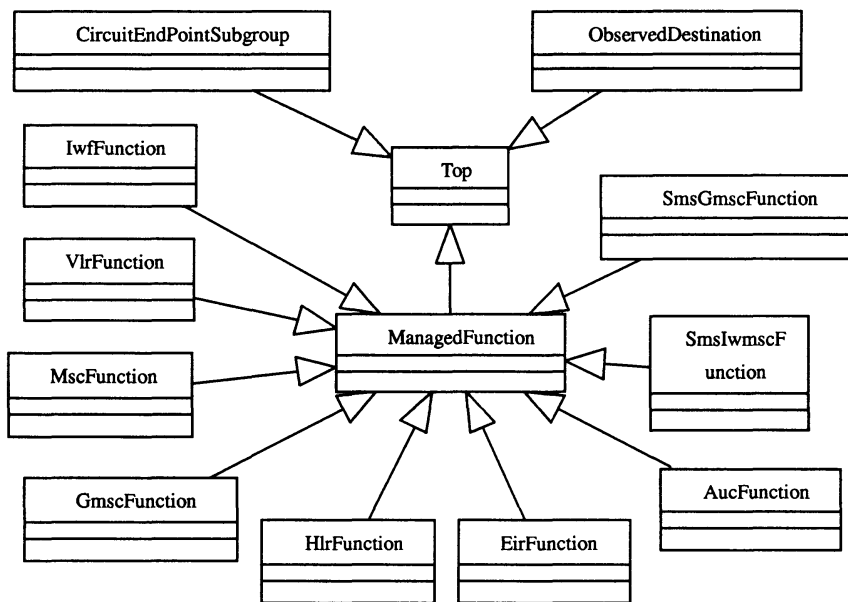 CircuitEndPointSubgroup
ObservedDestination
IwfFunction
Top
SmsGmscFunction
VlrFunction
ManagedFunction
SmsIwmscF
unction
MscFunction
GmscFunction
AucFunction
HlrFunction
EirFunction